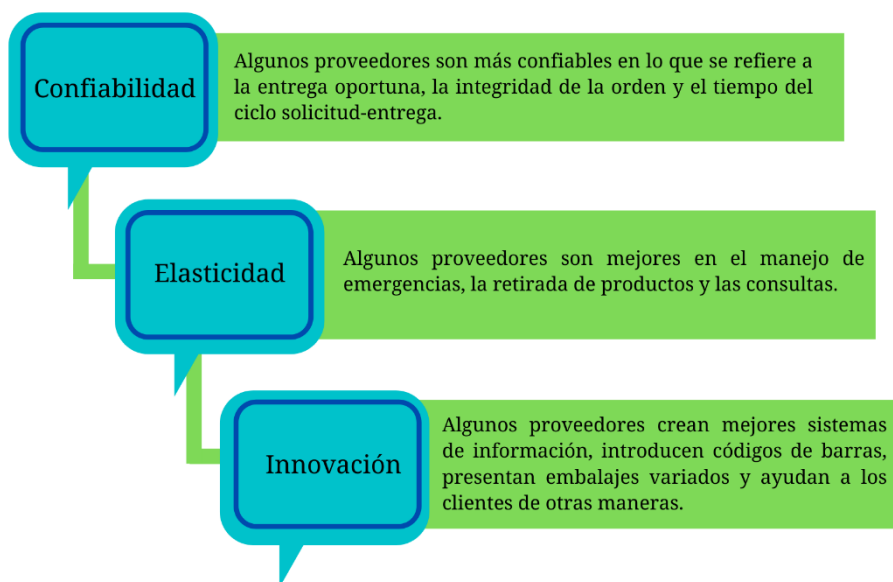 Confiabilidad
Algunos proveedores son más confiables en lo que se refiere a
la entrega oportuna, la integridad de la orden y el tiempo del
ciclo solicitud-entrega.
Elasticidad
Algunos proveedores son mejores en el manejo de
emergencias, la retirada de productos y las consultas.
Innovación
Algunos proveedores crean mejores sistemas
de información, introducen códigos de barras,
presentan embalajes variados y ayudan a los
clientes de otras maneras.